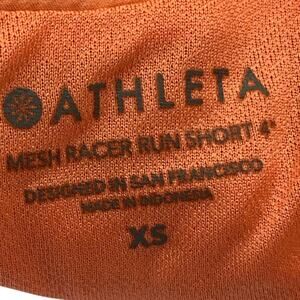 ATHLETA
MESH RACER RUN SHORT 4"
DESIGNED IN SAN FRANCISCO
MADE IN INDONESIA
XS